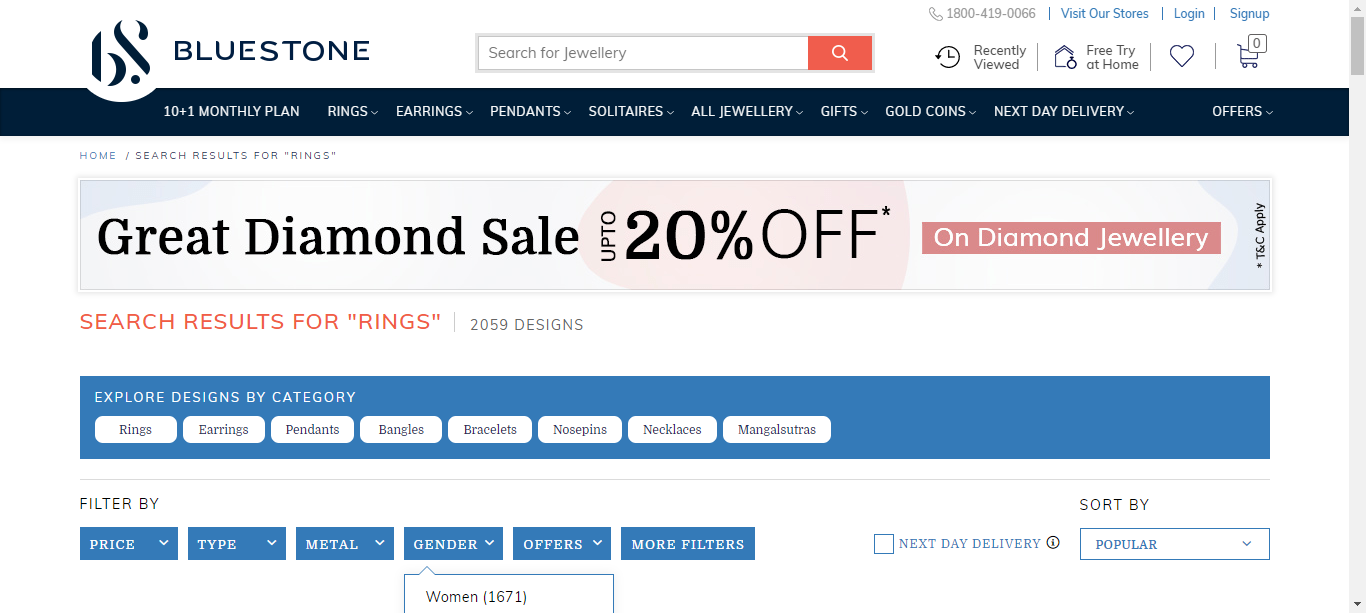 1800-419-0066 | Visit Our Stores | Login | Signup
BLUESTONE
Search for Jewellery
Recently Viewed
Free Try at Home
0
10+1 MONTHLY PLAN RINGS EARRINGS PENDANTS SOLITAIRES ALL JEWELLERY GIFTS GOLD COINS NEXT DAY DELIVERY OFFERS
HOME / SEARCH RESULTS FOR "RINGS"
Great Diamond Sale UPTO 20% OFF* On Diamond Jewellery * T&C Apply
SEARCH RESULTS FOR "RINGS" | 2059 DESIGNS
EXPLORE DESIGNS BY CATEGORY
Rings Earrings Pendants Bangles Bracelets Nosepins Necklaces Mangalsutras
FILTER BY
SORT BY
PRICE TYPE METAL GENDER OFFERS MORE FILTERS NEXT DAY DELIVERY POPULAR
Women (1671)